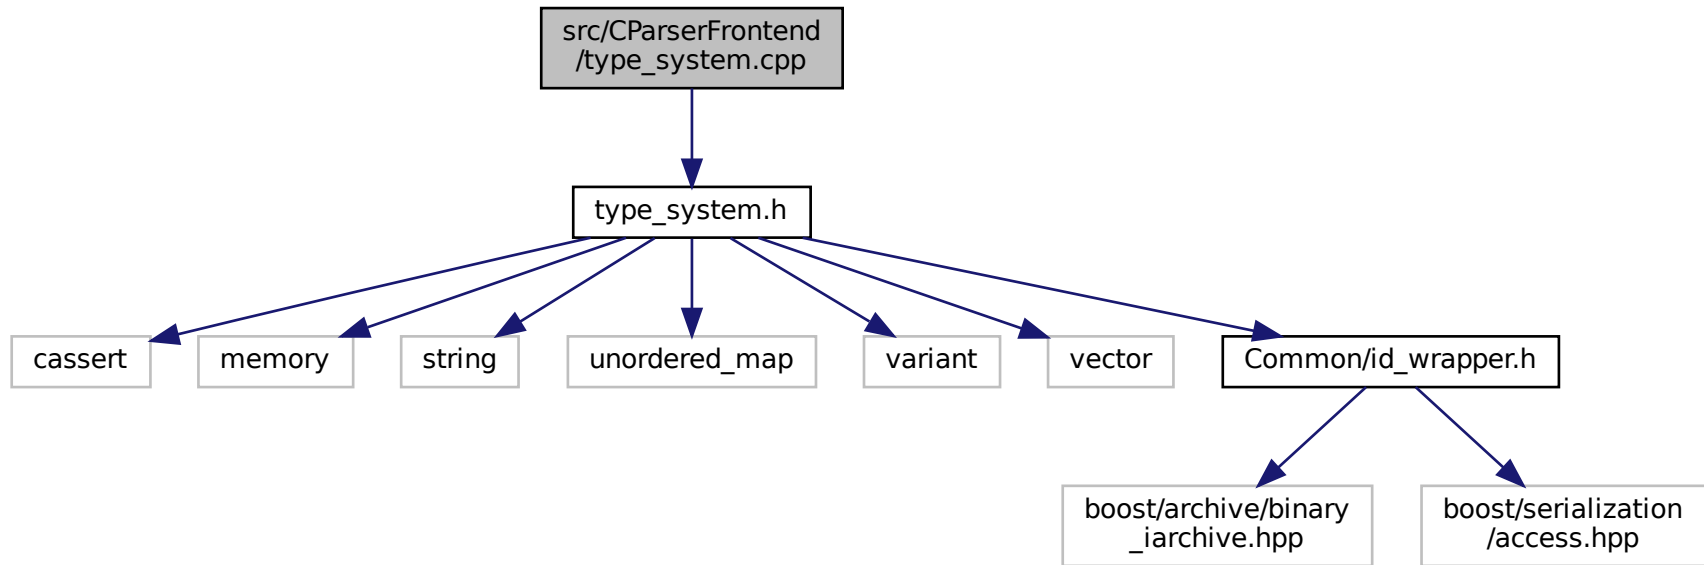 src/CParserFrontend
/type_system.cpp
type_system.h
cassert
memory
string
unordered_map
variant
vector
Common/id_wrapper.h
boost/archive/binary
_iarchive.hpp
boost/serialization
/access.hpp